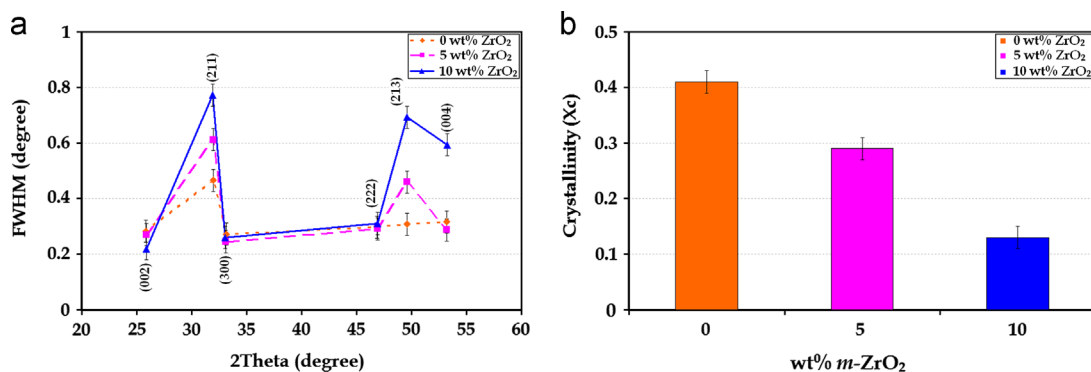 a
FWHM (degree)
1
0.8
0.6
0.4
0.2
0
20 25 30 35 40 45 50 55 60
2Theta (degree)
0 wt% ZrO₂
5 wt% ZrO₂
10 wt% ZrO₂
(002)
(211)
(300)
(222)
(213)
(004)
b
Crystallinity (Xc)
0.5
0.4
0.3
0.2
0.1
0
0 5 10
wt% m-ZrO₂
0 wt% ZrO₂
5 wt% ZrO₂
10 wt% ZrO₂